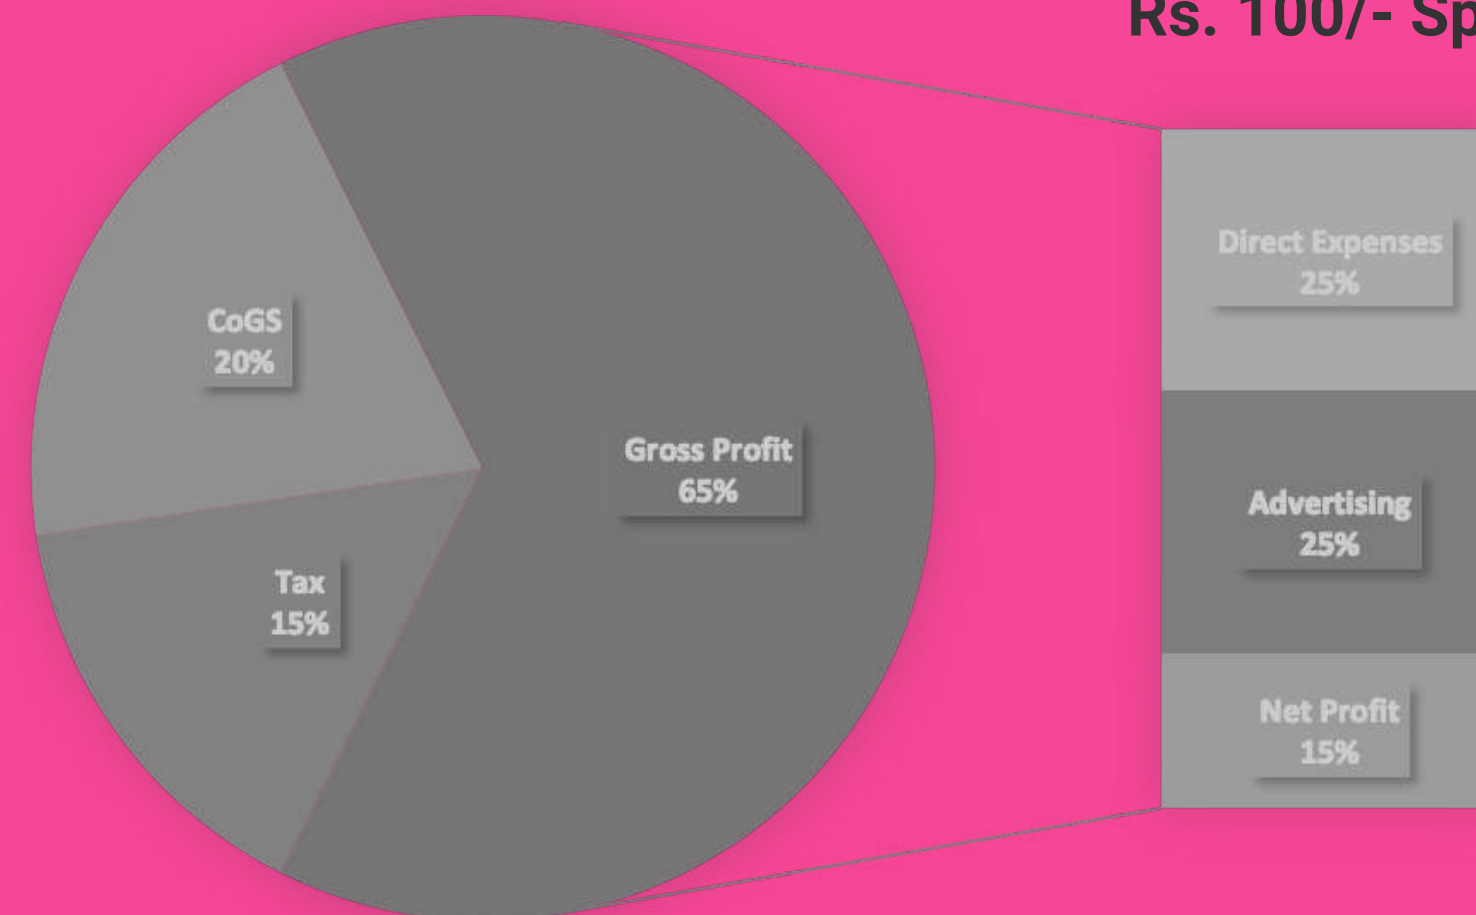 Rs. 100/- Sp
CoGS
20%
Gross Profit
65%
Tax
15%
Direct Expenses
25%
Advertising
25%
Net Profit
15%